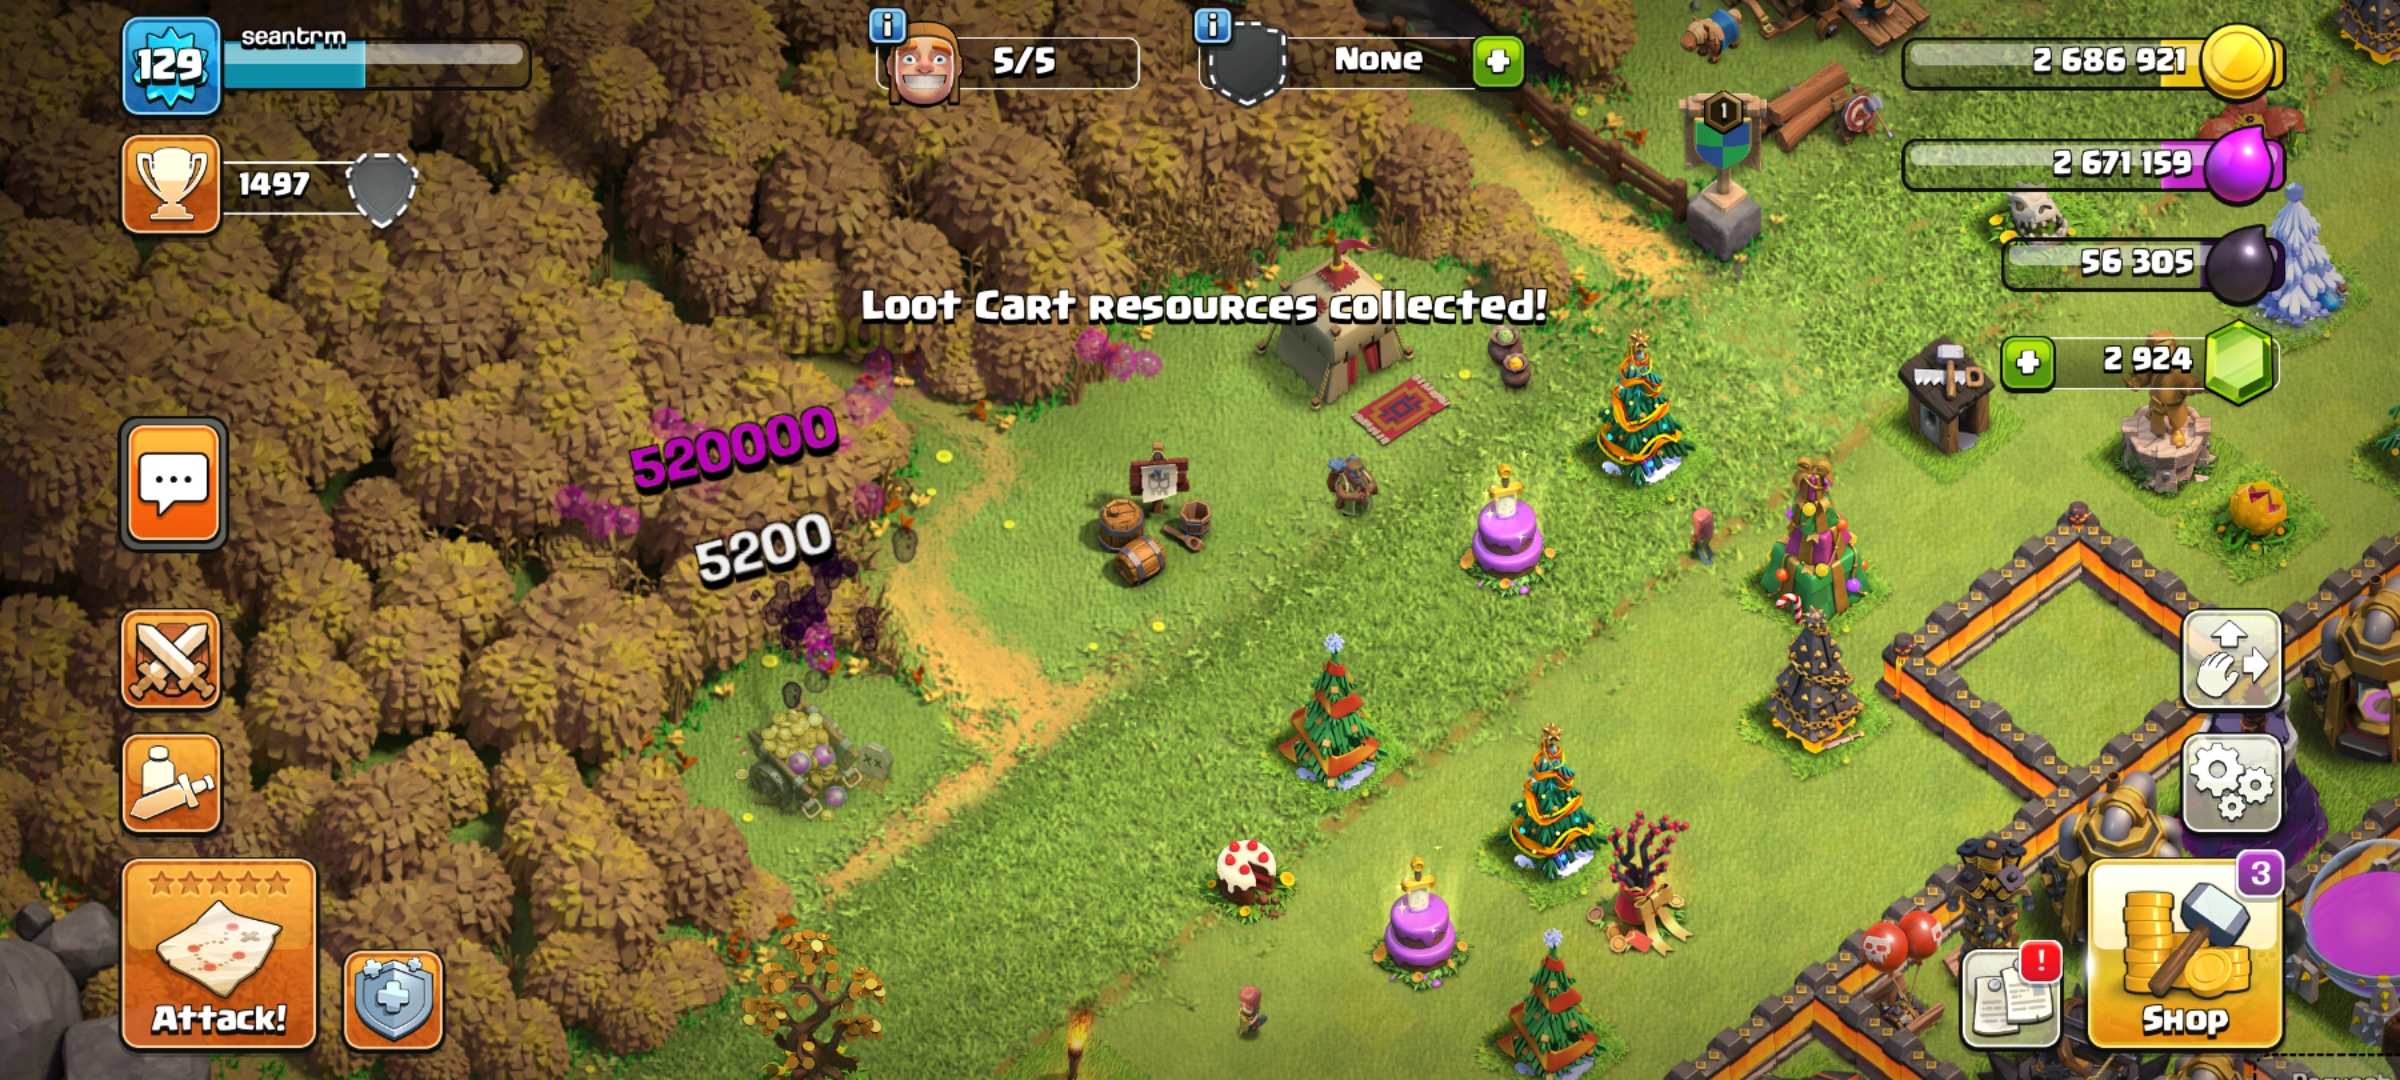 129
seantrm
5/5
None
2 686 921
1497
1
2 671 159
56 305
Loot Cart resources collected!
2 924
520000
5200
3
Attack!
!
Shop